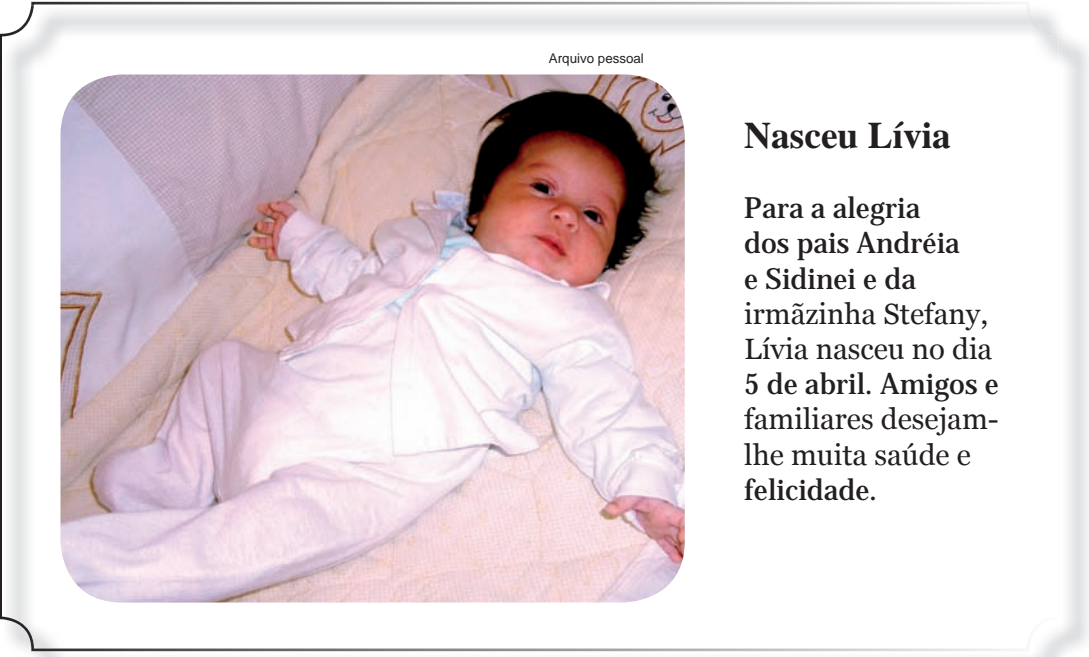 Arquivo pessoal
Nasceu Lívia
Para a alegria
dos pais Andréia
e Sidinei e da
irmãzinha Stefany,
Lívia nasceu no dia
5 de abril. Amigos e
familiares desejam-
lhe muita saúde e
felicidade.